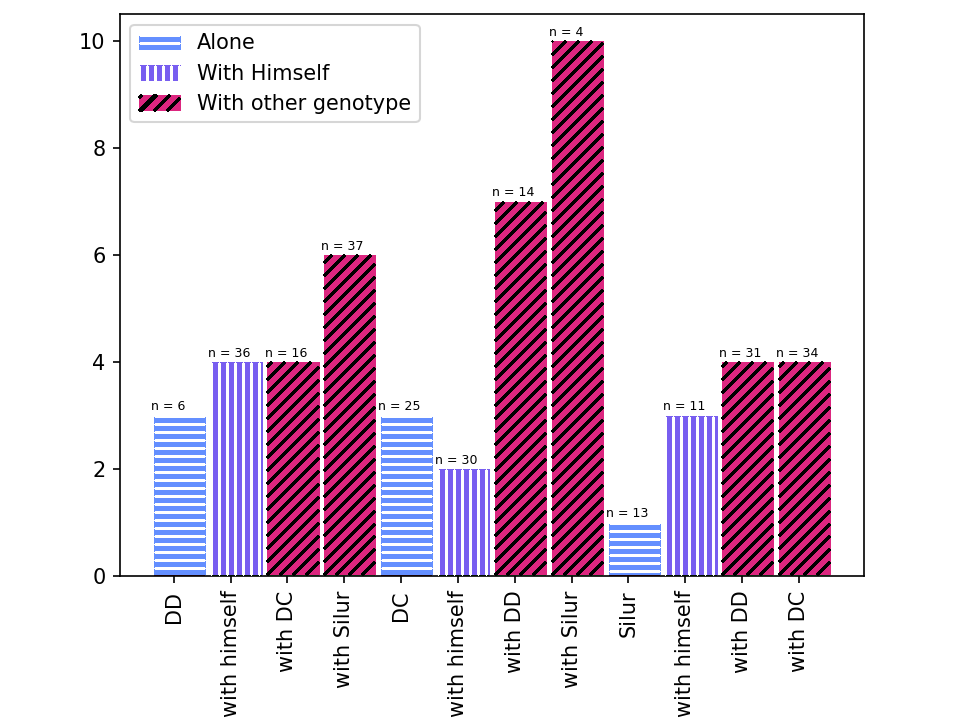 Alone
With Himself
With other genotype
10
8
6
4
2
0
n = 6
n = 36
n = 16
n = 37
n = 25
n = 30
n = 14
n = 4
n = 13
n = 11
n = 31
n = 34
DD
with himself
with DC
with Silur
DC
with himself
with DD
with Silur
Silur
with himself
with DD
with DC